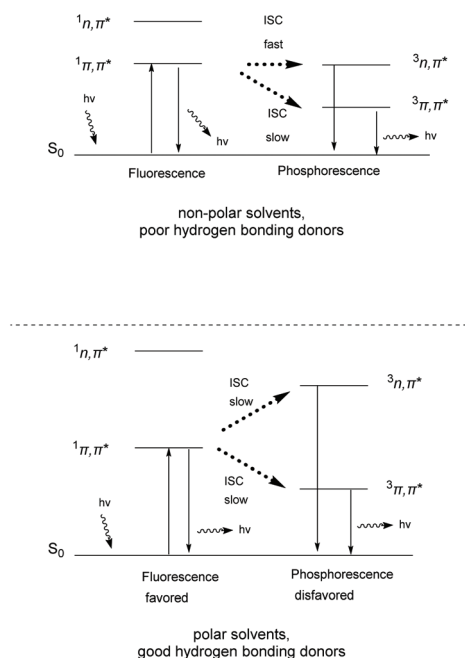 ¹n,π*
ISC
fast
¹π,π*
³n,π*
³π,π*
hν
hν
ISC
slow
hν
S₀
Fluorescence
Phosphorescence
non-polar solvents,
poor hydrogen bonding donors
¹n,π*
ISC
slow
³n,π*
¹π,π*
ISC
slow
³π,π*
hν
hν
hν
S₀
Fluorescence
favored
Phosphorescence
disfavored
polar solvents,
good hydrogen bonding donors